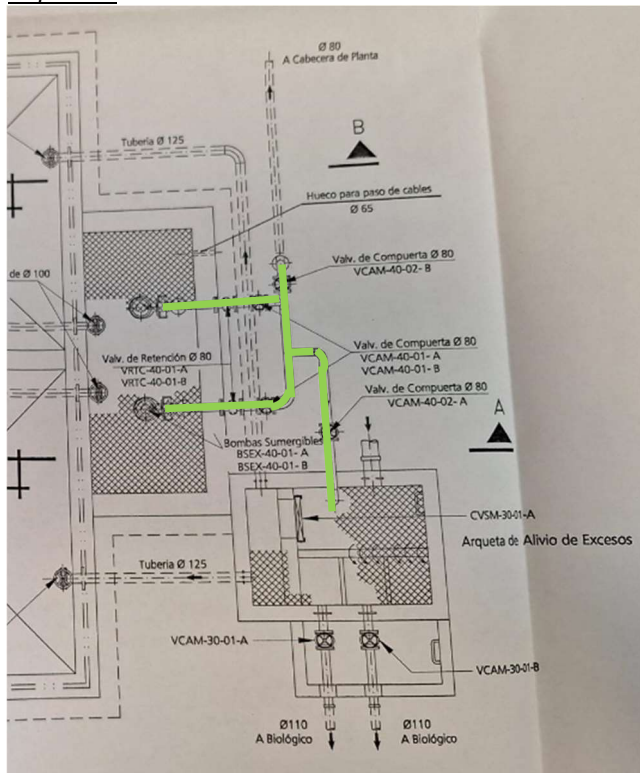 Ø 80
A Cabecera de Planta
B
Tubería Ø 125
Hueco para paso de cables
Ø 65
Valv. de Compuerta Ø 80
VCAM-40-02- B
de Ø 100
Valv. de Retención Ø 80
VRTC-40-01-A
VRTC-40-01-B
Valv. de Compuerta Ø 80
VCAM-40-01- A
VCAM-40-01- B
Valv. de Compuerta Ø 80
VCAM-40-02- A
A
Bombas Sumergibles
BSEX-40-01- A
BSEX-40-01- B
CVSM-30-01-A
Arqueta de Alivio de Excesos
Tubería Ø 125
VCAM-30-01-A
VCAM-30-01-B
Ø110
A Biológico
Ø110
A Biológico